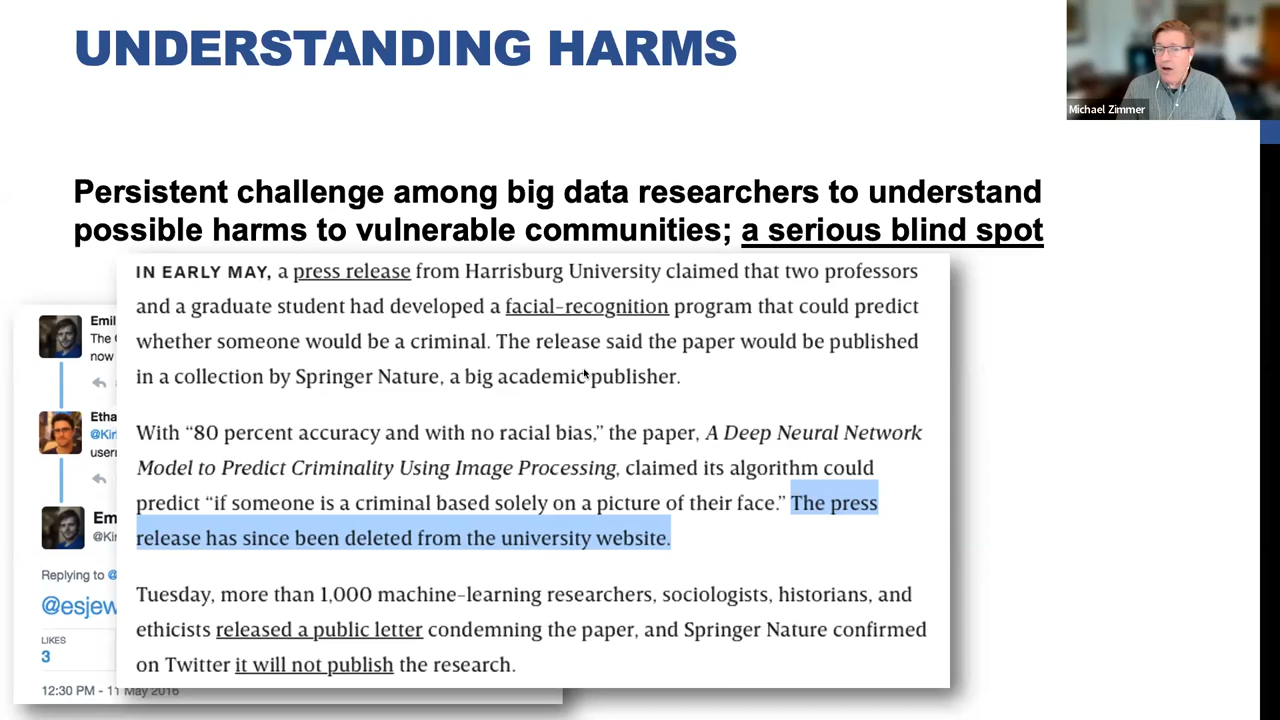 UNDERSTANDING HARMS
Michael Zimmer
Persistent challenge among big data researchers to understand
possible harms to vulnerable communities; a serious blind spot
IN EARLY MAY, a press release from Harrisburg University claimed that two professors
and a graduate student had developed a facial-recognition program that could predict
whether someone would be a criminal. The release said the paper would be published
in a collection by Springer Nature, a big academic publisher.
With “80 percent accuracy and with no racial bias,” the paper, A Deep Neural Network
Model to Predict Criminality Using Image Processing, claimed its algorithm could
predict “if someone is a criminal based solely on a picture of their face.” The press
release has since been deleted from the university website.
Tuesday, more than 1,000 machine-learning researchers, sociologists, historians, and
ethicists released a public letter condemning the paper, and Springer Nature confirmed
on Twitter it will not publish the research.
Emil
The
now
Etha
@Kir
user
Em
@Kir
Replying to @
@esjew
LIKES
3
12:30 PM - 11 May 2016